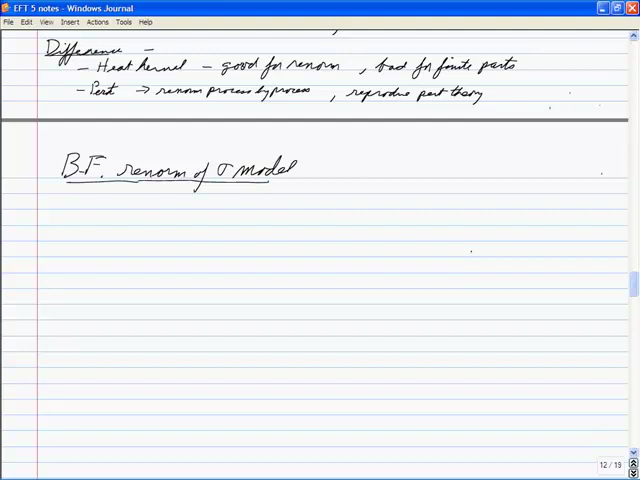 EFT 5 notes - Windows Journal
File Edit View Insert Actions Tools Help
Difference -
- Heat kernel - good for renorm, bad for finite parts
- Pert → renorm process by process, reproduce pert theory
B.F. renorm of σ model
12 / 19